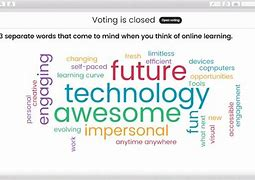 Voting is closed Open voting
3 separate words that come to mind when you think of online learning.
limitless
changing fresh efficient devices
self-paced future computers
learning curve opportunities
Tools
technology
awesome
evolving impersonal
anytime anywhere
engaging
personal
creative
work
fun
what
new
visual
accessible
engagement